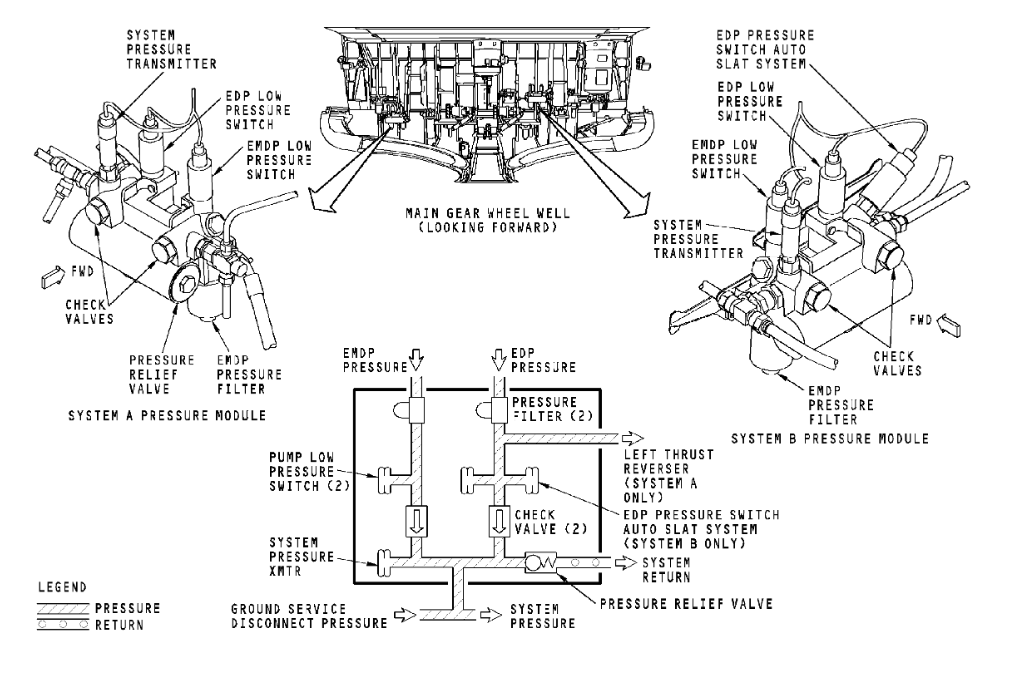 SYSTEM
PRESSURE
TRANSMITTER
EDP LOW
PRESSURE
SWITCH
EMDP LOW
PRESSURE
SWITCH
FWD
CHECK
VALVES
PRESSURE
RELIEF
VALVE
EMDP
PRESSURE
FILTER
SYSTEM A PRESSURE MODULE
MAIN GEAR WHEEL WELL
(LOOKING FORWARD)
EDP PRESSURE
SWITCH AUTO
SLAT SYSTEM
EDP LOW
PRESSURE
SWITCH
EMDP LOW
PRESSURE
SWITCH
SYSTEM
PRESSURE
TRANSMITTER
FWD
CHECK
VALVES
EMDP
PRESSURE
FILTER
SYSTEM B PRESSURE MODULE
EMDP
PRESSURE
EDP
PRESSURE
PRESSURE
FILTER (2)
LEFT THRUST
REVERSER
(SYSTEM A
ONLY)
PUMP LOW
PRESSURE
SWITCH (2)
EDP PRESSURE SWITCH
AUTO SLAT SYSTEM
(SYSTEM B ONLY)
CHECK
VALVE (2)
SYSTEM
PRESSURE
XMTR
SYSTEM
RETURN
PRESSURE RELIEF VALVE
GROUND SERVICE
DISCONNECT PRESSURE
SYSTEM
PRESSURE
LEGEND
PRESSURE
RETURN